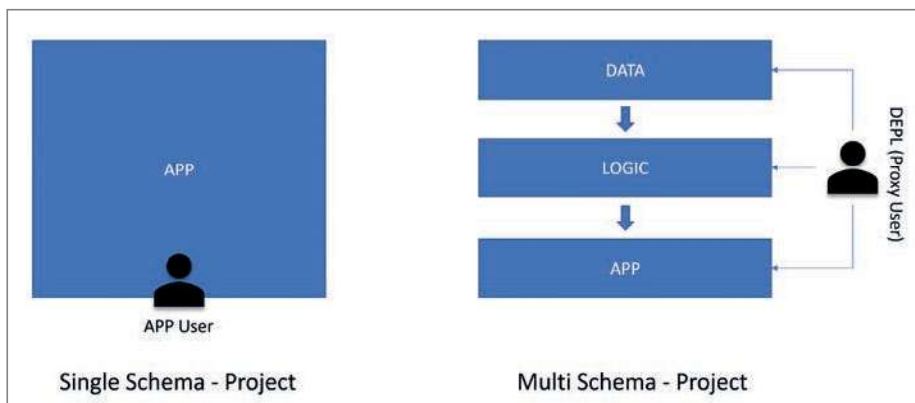 APP
APP User
Single Schema - Project
DATA
LOGIC
APP
DEPL (Proxy User)
Multi Schema - Project